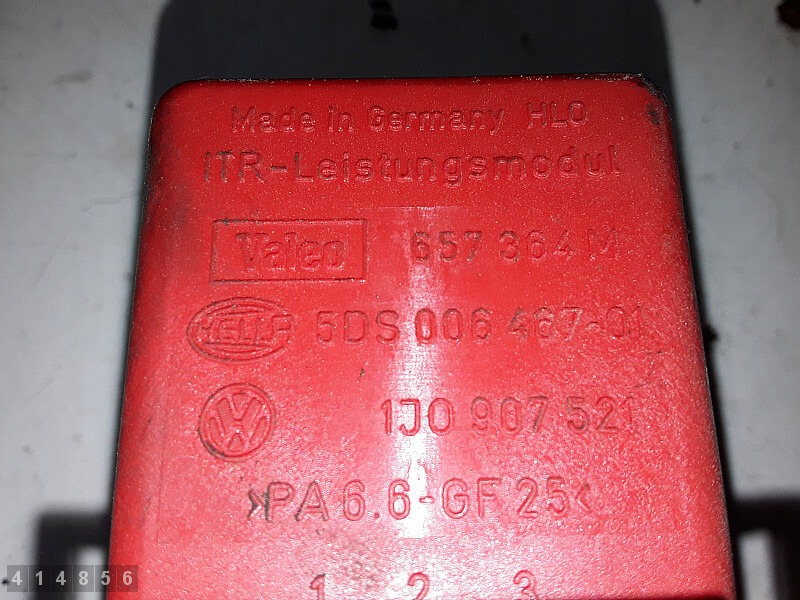 Made in Germany HLO
ITR-Leistungsmodul
Valeo 657 364 M
HELLA 5DS 006 467-01
VW 1J0 907 521
>PA 6.6-GF 25<
1 2 3
414856